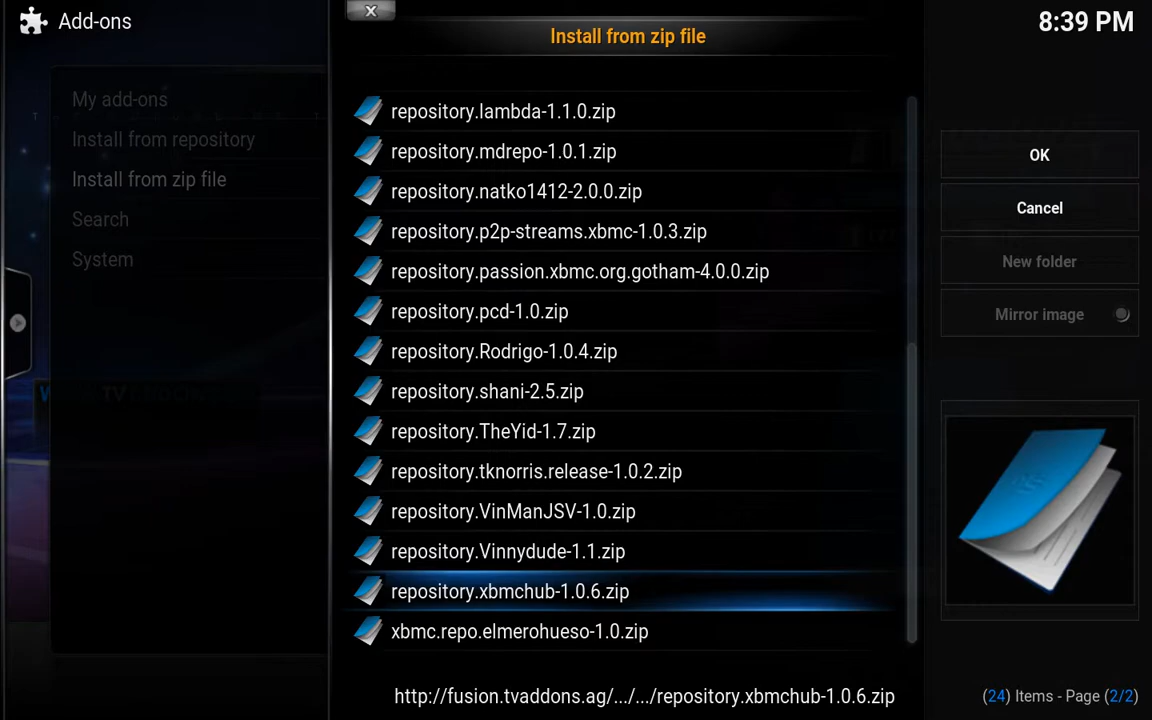 Add-ons
Install from zip file
8:39 PM
My add-ons
Install from repository
Install from zip file
Search
System
repository.lambda-1.1.0.zip
repository.mdrepo-1.0.1.zip
repository.natko1412-2.0.0.zip
repository.p2p-streams.xbmc-1.0.3.zip
repository.passion.xbmc.org.gotham-4.0.0.zip
repository.pcd-1.0.zip
repository.Rodrigo-1.0.4.zip
repository.shani-2.5.zip
repository.TheYid-1.7.zip
repository.tknorris.release-1.0.2.zip
repository.VinManJSV-1.0.zip
repository.Vinnydude-1.1.zip
repository.xbmchub-1.0.6.zip
xbmc.repo.elmerohueso-1.0.zip
http://fusion.tvaddons.ag/.../.../repository.xbmchub-1.0.6.zip
OK
Cancel
New folder
Mirror image
(24) Items - Page (2/2)